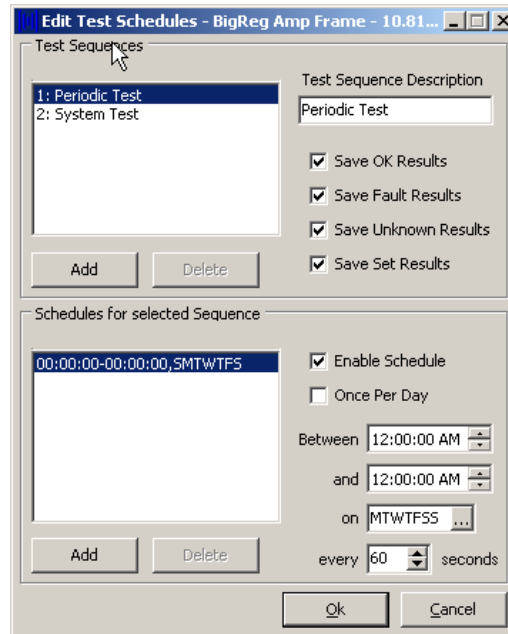 Edit Test Schedules - BigReg Amp Frame - 10.81...
Test Sequences
1: Periodic Test
2: System Test
Test Sequence Description
Periodic Test
Save OK Results
Save Fault Results
Save Unknown Results
Save Set Results
Add
Delete
Schedules for selected Sequence
00:00:00-00:00:00,SMTWTFS
Enable Schedule
Once Per Day
Between 12:00:00 AM
and 12:00:00 AM
on MTWTFSS ...
every 60 seconds
Add
Delete
Ok
Cancel